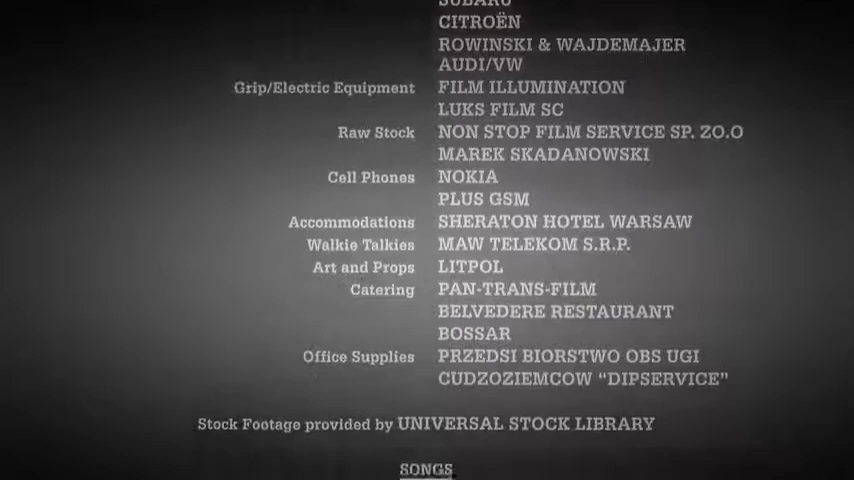 SUBARU
CITROËN
ROWINSKI & WAJDEMAJER
AUDI/VW
Grip/Electric Equipment FILM ILLUMINATION
LUKS FILM SC
Raw Stock NON STOP FILM SERVICE SP. ZO.O
MAREK SKADANOWSKI
Cell Phones NOKIA
PLUS GSM
Accommodations SHERATON HOTEL WARSAW
Walkie Talkies MAW TELEKOM S.R.P.
Art and Props LITPOL
Catering PAN-TRANS-FILM
BELVEDERE RESTAURANT
BOSSAR
Office Supplies PRZEDSI BIORSTWO OBS UGI
CUDZOZIEMCOW “DIPSERVICE”
Stock Footage provided by UNIVERSAL STOCK LIBRARY
SONGS